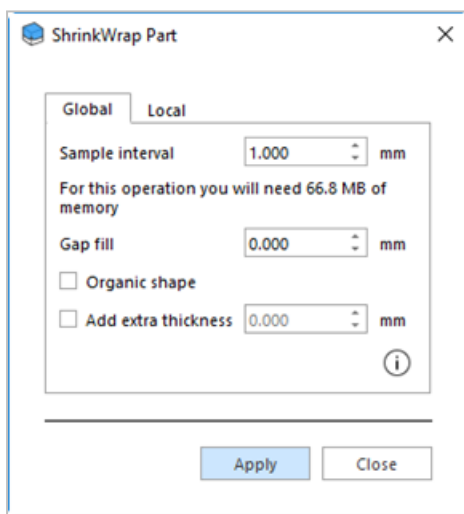 ShrinkWrap Part
Global Local
Sample interval 1.000 mm
For this operation you will need 66.8 MB of
memory
Gap fill 0.000 mm
Organic shape
Add extra thickness 0.000 mm
Apply Close